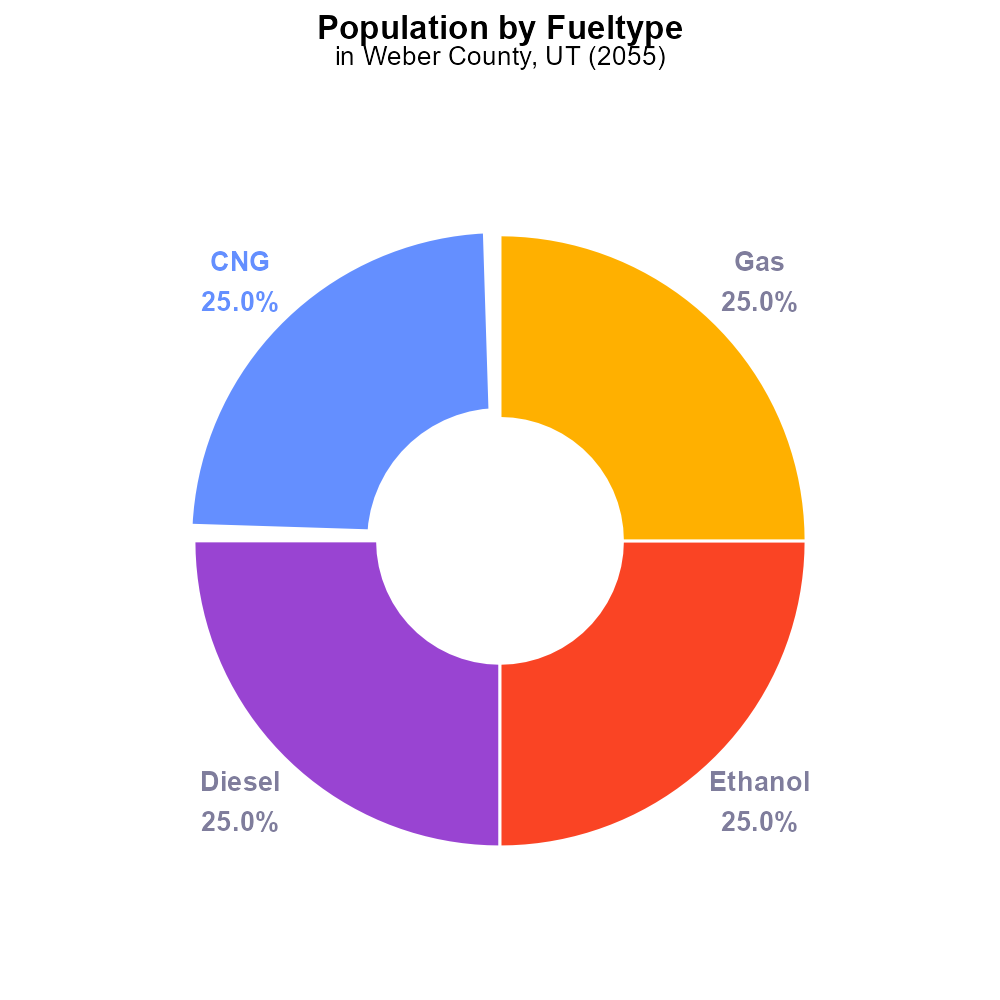 Population by Fueltype
in Weber County, UT (2055)
CNG
25.0%
Gas
25.0%
Diesel
25.0%
Ethanol
25.0%